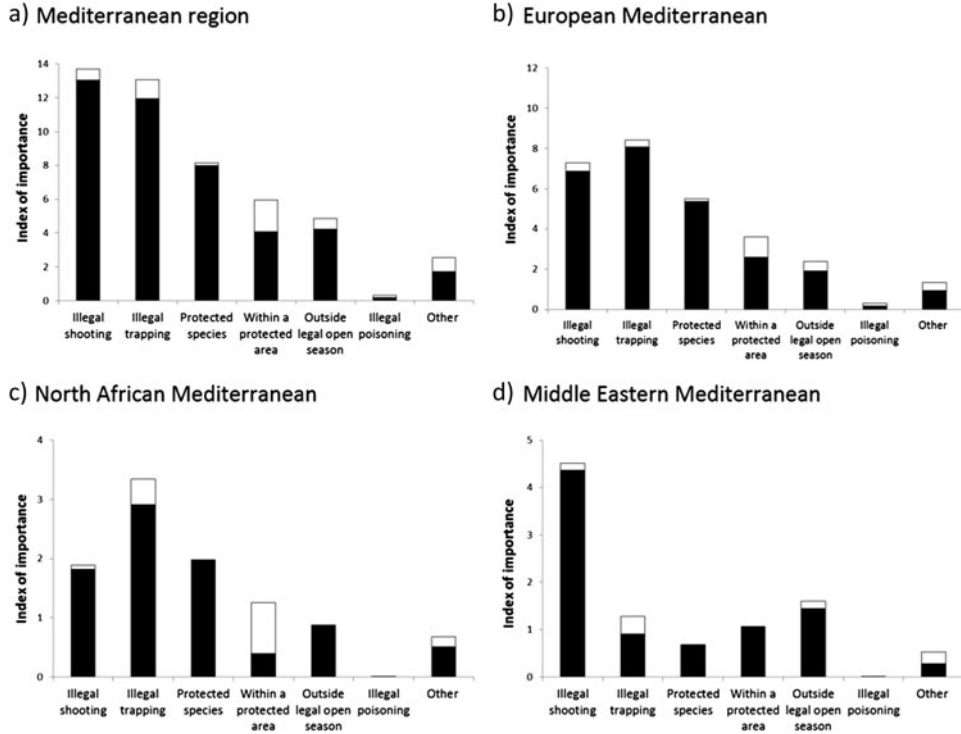 a) Mediterranean region
Index of importance
14
12
10
8
6
4
2
0
Illegal shooting
Illegal trapping
Protected species
Within a protected area
Outside legal open season
Illegal poisoning
Other
b) European Mediterranean
Index of importance
12
10
8
6
4
2
0
Illegal shooting
Illegal trapping
Protected species
Within a protected area
Outside legal open season
Illegal poisoning
Other
c) North African Mediterranean
Index of importance
4
3
2
1
0
Illegal shooting
Illegal trapping
Protected species
Within a protected area
Outside legal open season
Illegal poisoning
Other
d) Middle Eastern Mediterranean
Index of importance
5
4
3
2
1
0
Illegal shooting
Illegal trapping
Protected species
Within a protected area
Outside legal open season
Illegal poisoning
Other